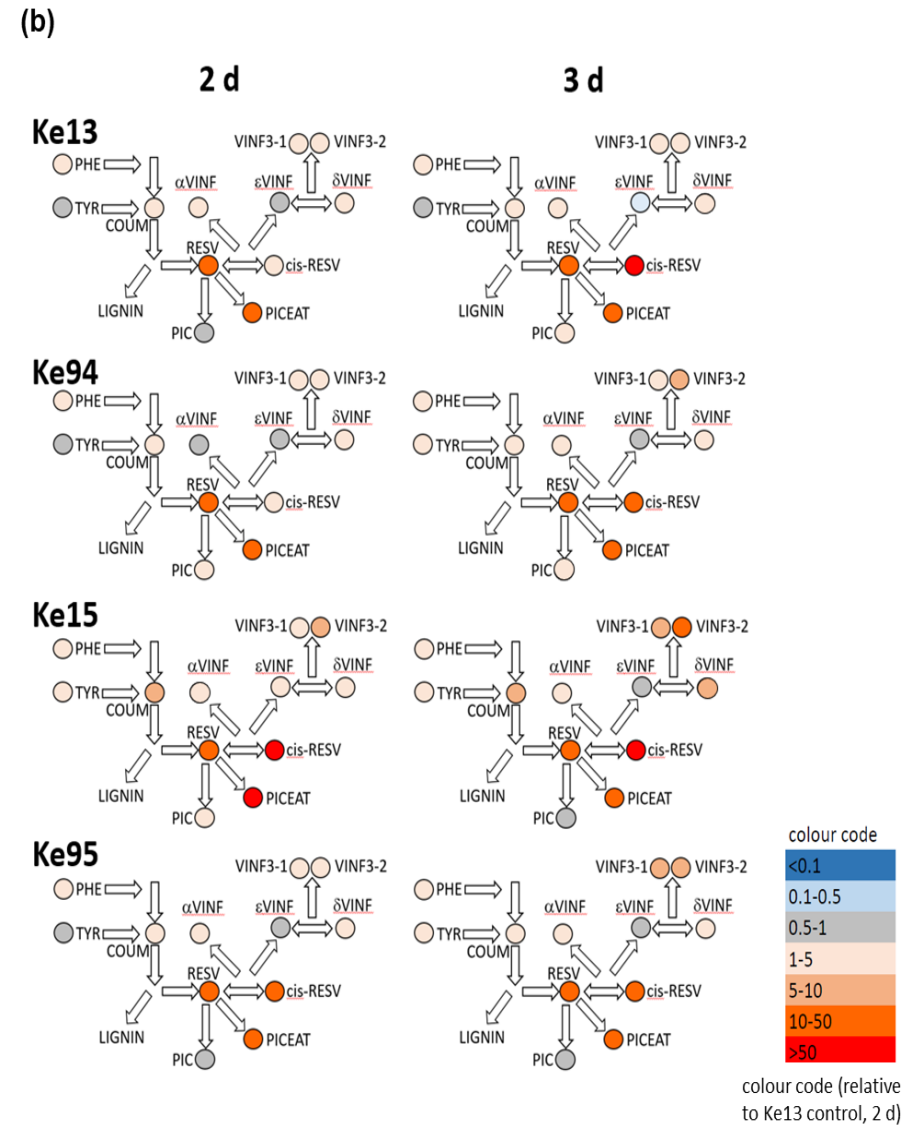 (b)
2 d
3 d
Ke13
VINF3-1 VINF3-2
PHE
αVINF
εVINF
δVINF
TYR
COUM
RESV
cis-RESV
LIGNIN
PICEAT
PIC
VINF3-1 VINF3-2
PHE
αVINF
εVINF
δVINF
TYR
COUM
RESV
cis-RESV
LIGNIN
PICEAT
PIC
Ke94
VINF3-1 VINF3-2
PHE
αVINF
εVINF
δVINF
TYR
COUM
RESV
cis-RESV
LIGNIN
PICEAT
PIC
VINF3-1 VINF3-2
PHE
αVINF
εVINF
δVINF
TYR
COUM
RESV
cis-RESV
LIGNIN
PICEAT
PIC
Ke15
VINF3-1 VINF3-2
PHE
αVINF
εVINF
δVINF
TYR
COUM
RESV
cis-RESV
LIGNIN
PICEAT
PIC
VINF3-1 VINF3-2
PHE
αVINF
εVINF
δVINF
TYR
COUM
RESV
cis-RESV
LIGNIN
PICEAT
PIC
Ke95
VINF3-1 VINF3-2
PHE
αVINF
εVINF
δVINF
TYR
COUM
RESV
cis-RESV
LIGNIN
PICEAT
PIC
VINF3-1 VINF3-2
PHE
αVINF
εVINF
δVINF
TYR
COUM
RESV
cis-RESV
LIGNIN
PICEAT
PIC
colour code
<0.1
0.1-0.5
0.5-1
1-5
5-10
10-50
>50
colour code (relative
to Ke13 control, 2 d)